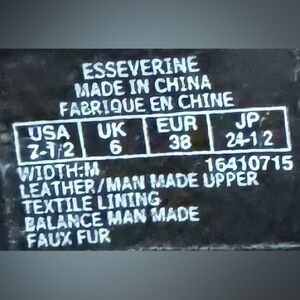 ESSEVERINE
MADE IN CHINA
FABRIQUE EN CHINE
USA UK EUR JP
7-1/2 6 38 24-1/2
WIDTH:M 16410715
LEATHER/MAN MADE UPPER
TEXTILE LINING
BALANCE MAN MADE
FAUX FUR